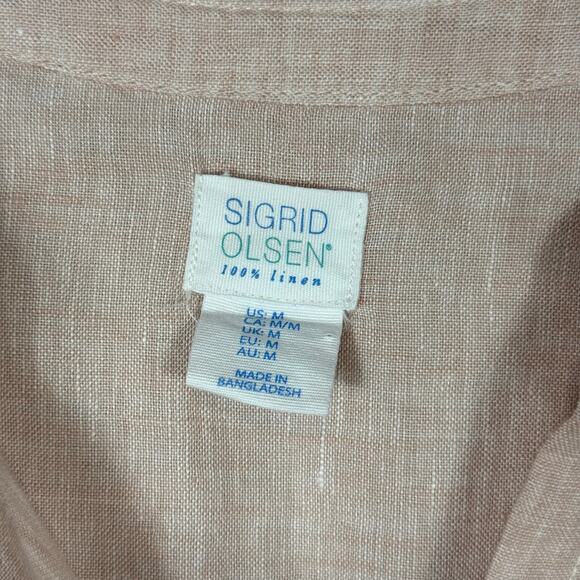 SIGRID
OLSEN®
100% linen
US: M
CA: M/M
UK: M
EU: M
AU: M
MADE IN
BANGLADESH